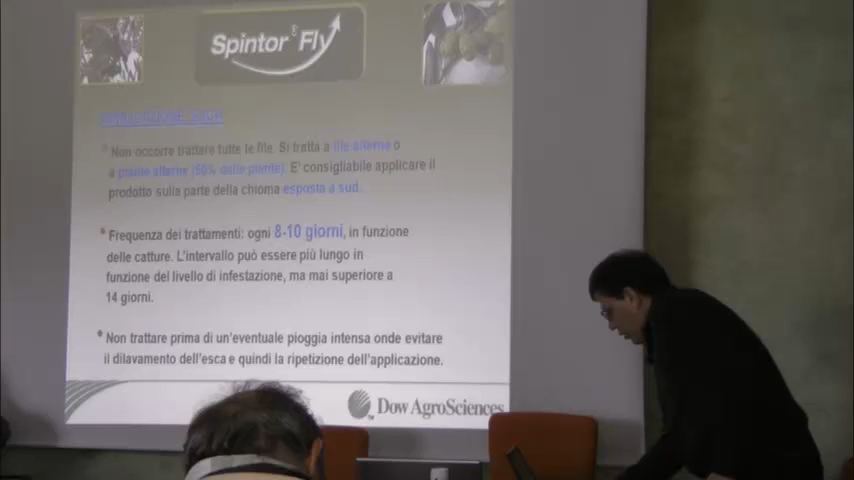 Spintor® Fly
Non occorre trattare tutte le file. Si tratta a file alterne o
a piante alterne (50% delle piante). E' consigliabile applicare il
prodotto sulla parte della chioma esposta a sud.
Frequenza dei trattamenti: ogni 8-10 giorni, in funzione
delle catture. L'intervallo può essere più lungo in
funzione del livello di infestazione, ma mai superiore a
14 giorni.
Non trattare prima di un'eventuale pioggia intensa onde evitare
il dilavamento dell'esca e quindi la ripetizione dell'applicazione.
Dow AgroSciences